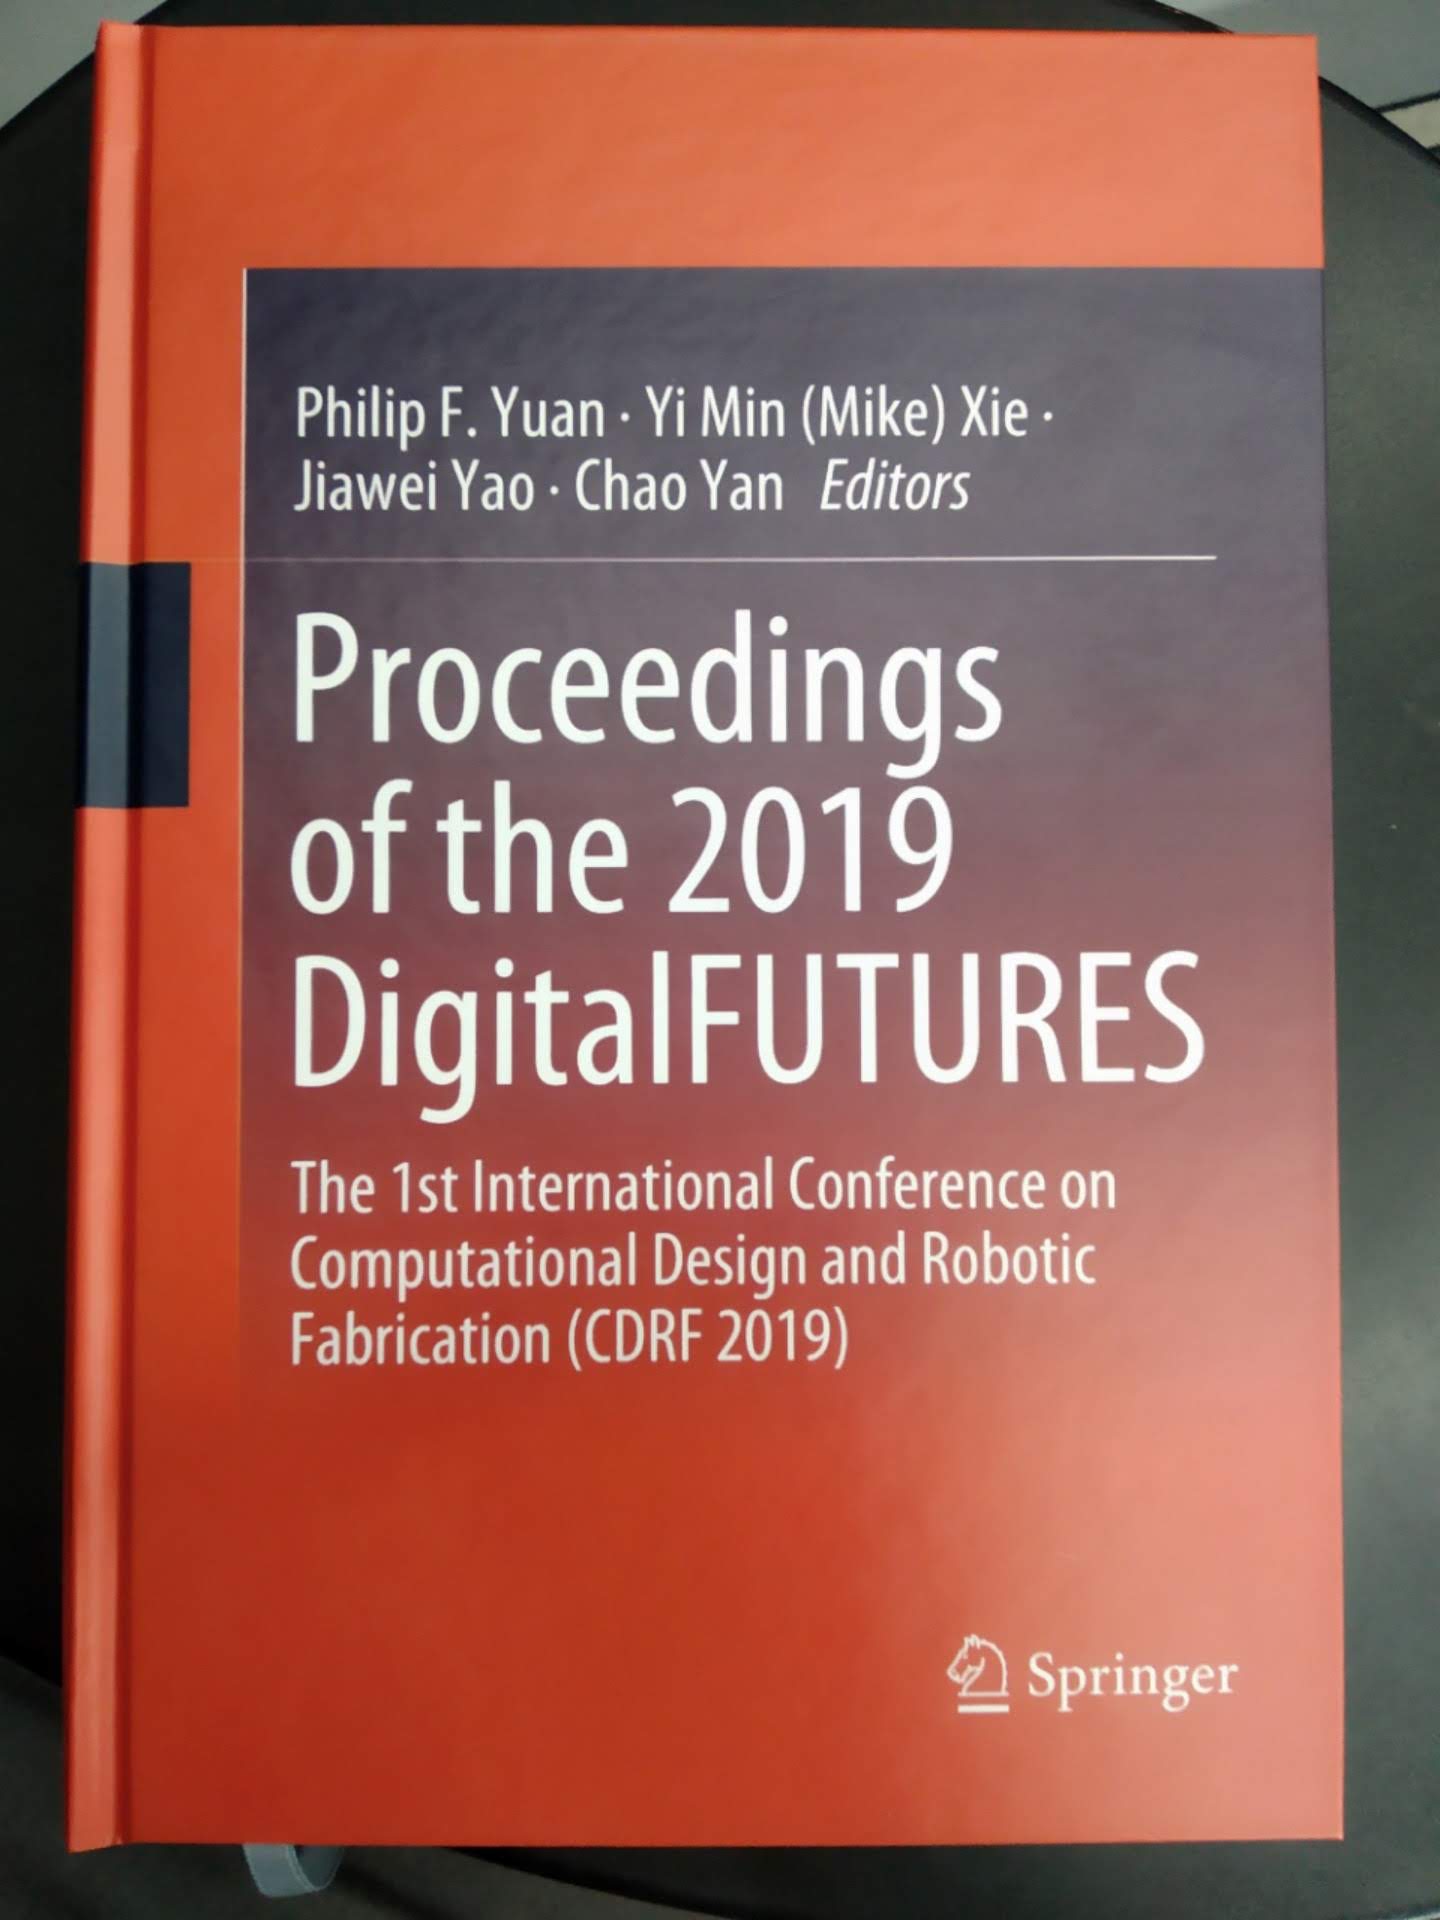 Philip F. Yuan · Yi Min (Mike) Xie ·
Jiawei Yao · Chao Yan Editors
Proceedings
of the 2019
DigitalFUTURES
The 1st International Conference on
Computational Design and Robotic
Fabrication (CDRF 2019)
Springer